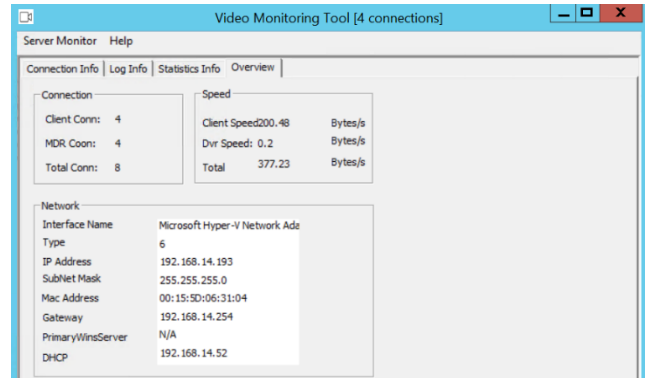 Video Monitoring Tool [4 connections]
Server Monitor Help
Connection Info Log Info Statistics Info Overview
Connection
Client Conn: 4
MDR Coon: 4
Total Conn: 8
Speed
Client Speed200.48 Bytes/s
Dvr Speed: 0.2 Bytes/s
Total 377.23 Bytes/s
Network
Interface Name Microsoft Hyper-V Network Ada
Type 6
IP Address 192.168.14.193
SubNet Mask 255.255.255.0
Mac Address 00:15:5D:06:31:04
Gateway 192.168.14.254
PrimaryWinsServer N/A
DHCP 192.168.14.52